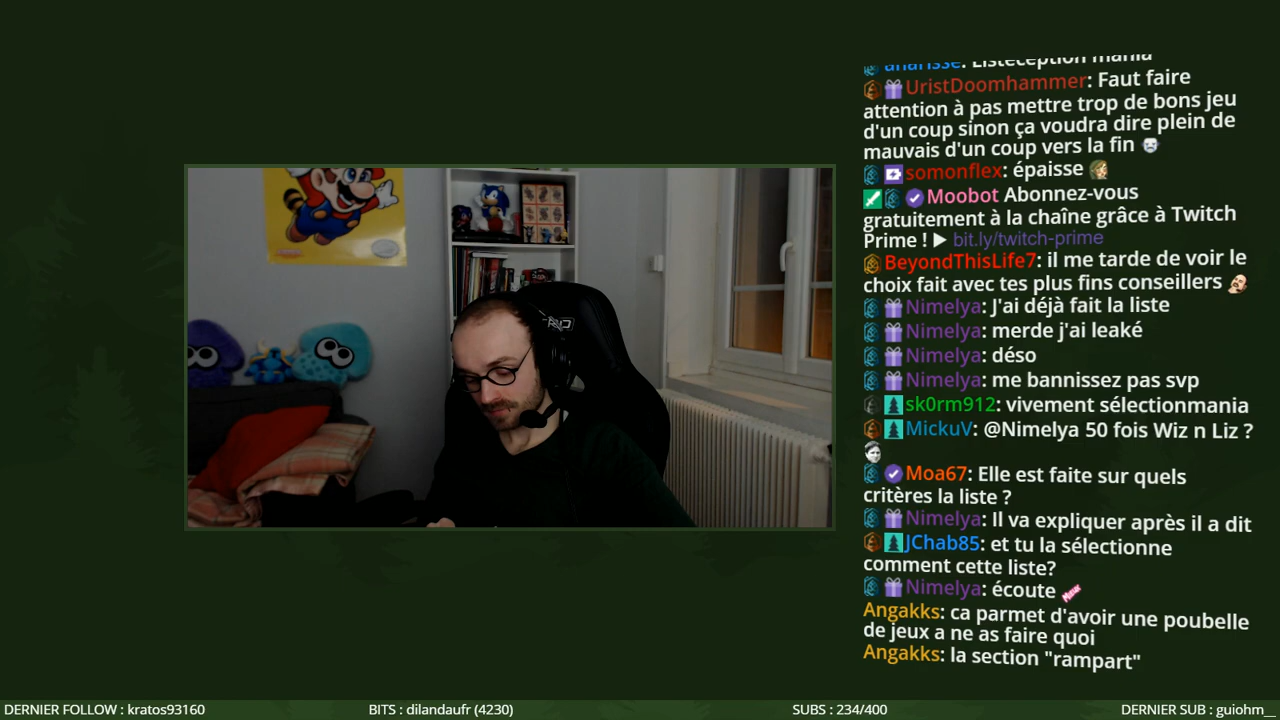 anarisse: Listeception mania
UristDoomhammer: Faut faire
attention à pas mettre trop de bons jeu
d'un coup sinon ça voudra dire plein de
mauvais d'un coup vers la fin
somonflex: épaisse
Moobot Abonnez-vous
gratuitement à la chaîne grâce à Twitch
Prime ! ▶ bit.ly/twitch-prime
BeyondThisLife7: il me tarde de voir le
choix fait avec tes plus fins conseillers
Nimelya: J'ai déjà fait la liste
Nimelya: merde j'ai leaké
Nimelya: déso
Nimelya: me bannissez pas svp
sk0rm912: vivement sélectionmania
MickuV: @Nimelya 50 fois Wiz n Liz ?
Moa67: Elle est faite sur quels
critères la liste ?
Nimelya: Il va expliquer après il a dit
JChab85: et tu la sélectionne
comment cette liste?
Nimelya: écoute
Angakks: ca parmet d'avoir une poubelle
de jeux a ne as faire quoi
Angakks: la section "rampart"
DERNIER FOLLOW : kratos93160
BITS : dilandaufr (4230)
SUBS : 234/400
DERNIER SUB : guiohm__